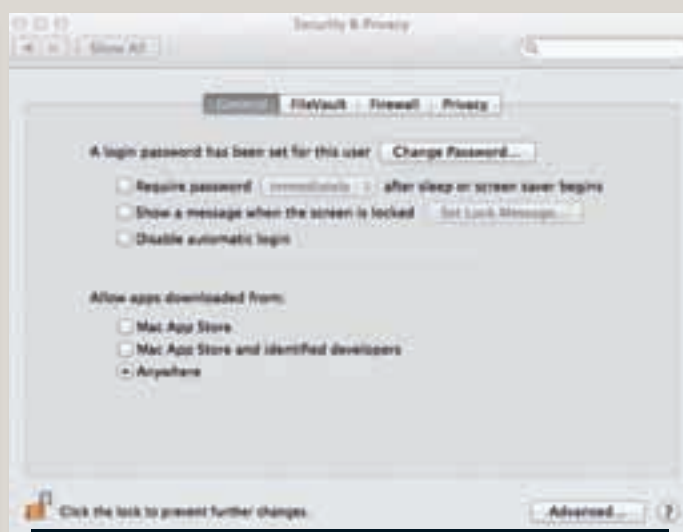 Security & Privacy
Show All
General FileVault Firewall Privacy
A login password has been set for this user Change Password...
Require password immediately after sleep or screen saver begins
Show a message when the screen is locked Set Lock Message...
Disable automatic login
Allow apps downloaded from:
Mac App Store
Mac App Store and identified developers
Anywhere
Click the lock to prevent further changes.
Advanced... ?